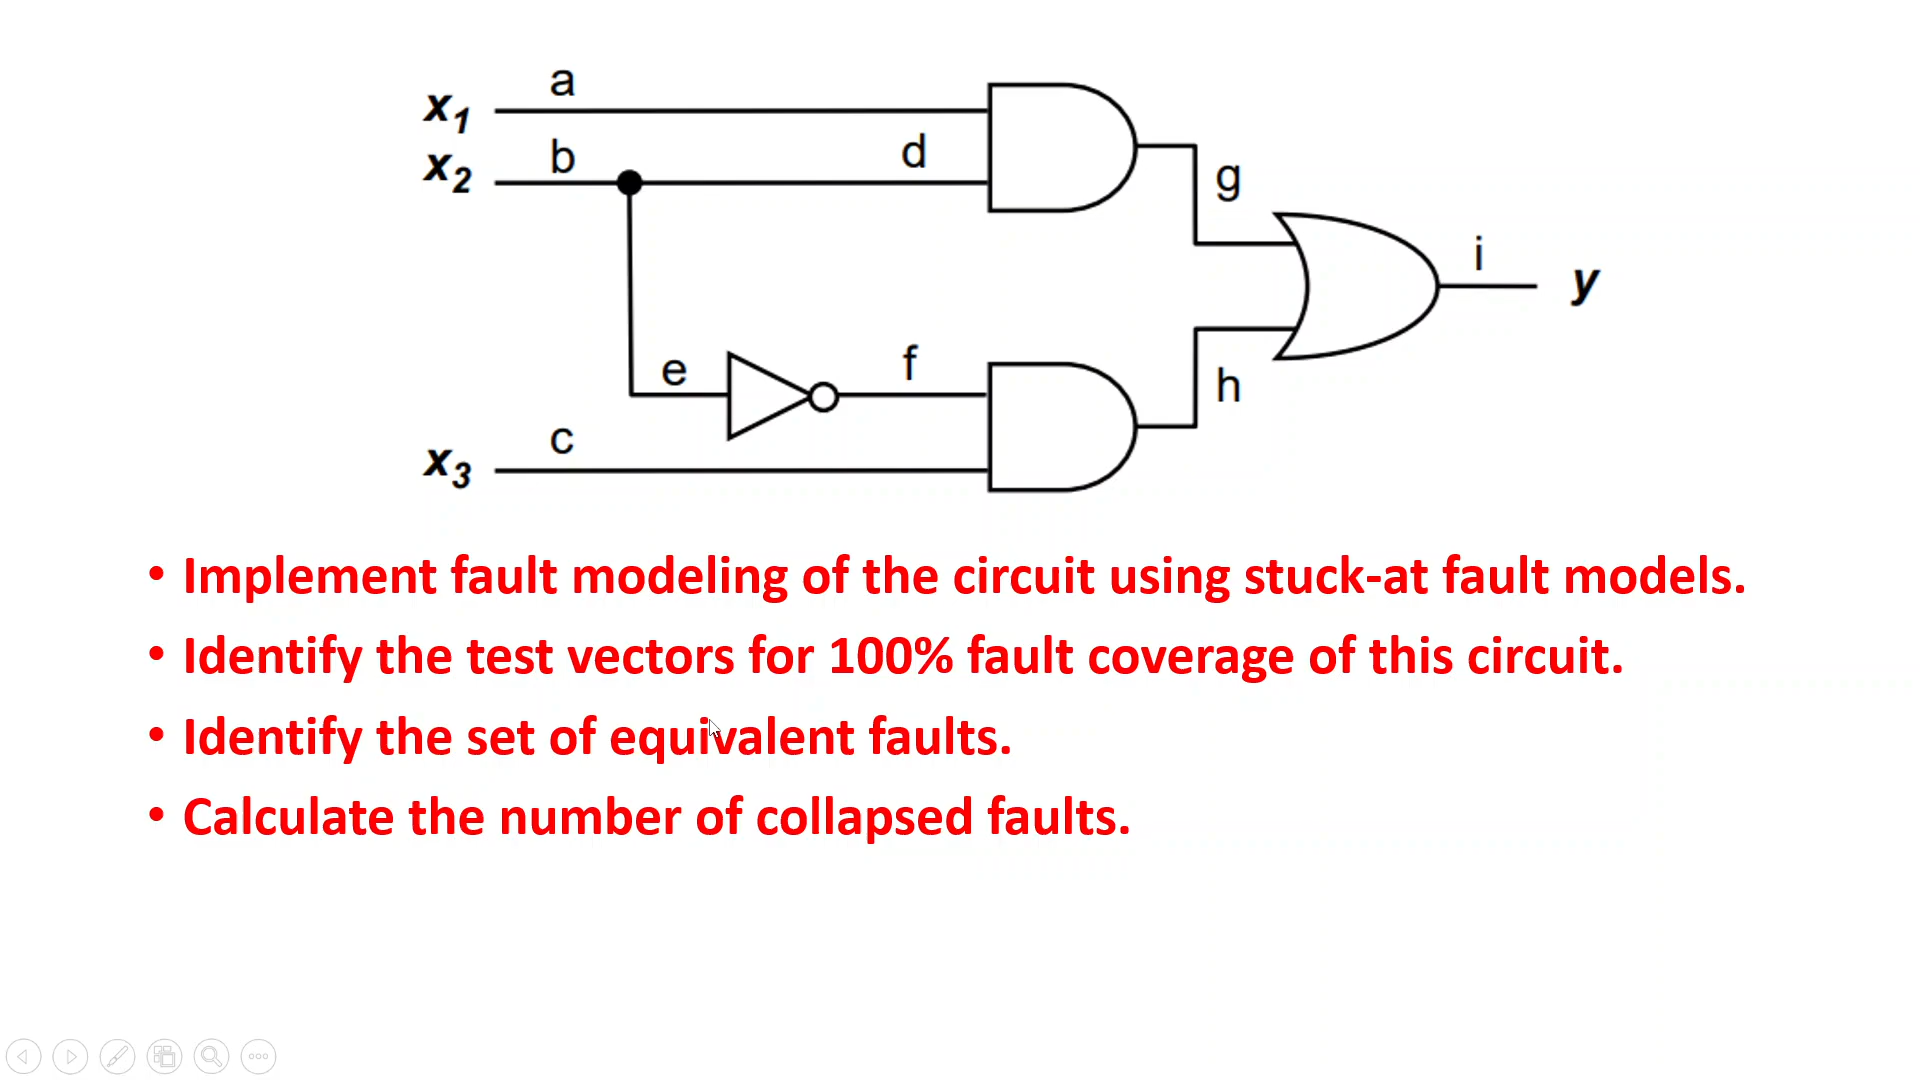 a
x1
b
x2
d
g
i
y
e
f
h
c
x3
• Implement fault modeling of the circuit using stuck-at fault models.
• Identify the test vectors for 100% fault coverage of this circuit.
• Identify the set of equivalent faults.
• Calculate the number of collapsed faults.